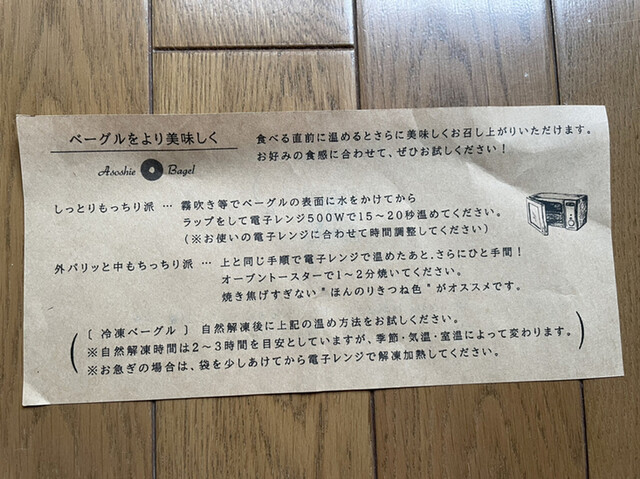 ベーグルをより美味しく
Asoshie Bagel
食べる直前に温めるとさらに美味しくお召し上がりいただけます。
お好みの食感に合わせて、ぜひお試しください！
しっとりもっちり派 … 霧吹き等でベーグルの表面に水をかけてから
ラップをして電子レンジ500Wで15～20秒温めてください。
（※お使いの電子レンジに合わせて時間調整してください）
外パリッと中もちっちり派 … 上と同じ手順で電子レンジで温めたあと、さらにひと手間！
オーブントースターで1～2分焼いてください。
焼き焦げすぎない"ほんのりきつね色"がオススメです。
〔 冷凍ベーグル 〕 自然解凍後に上記の温め方法をお試しください。
※自然解凍時間は2～3時間を目安としていますが、季節・気温・室温によって変わります。
※お急ぎの場合は、袋を少しあけてから電子レンジで解凍加熱してください。